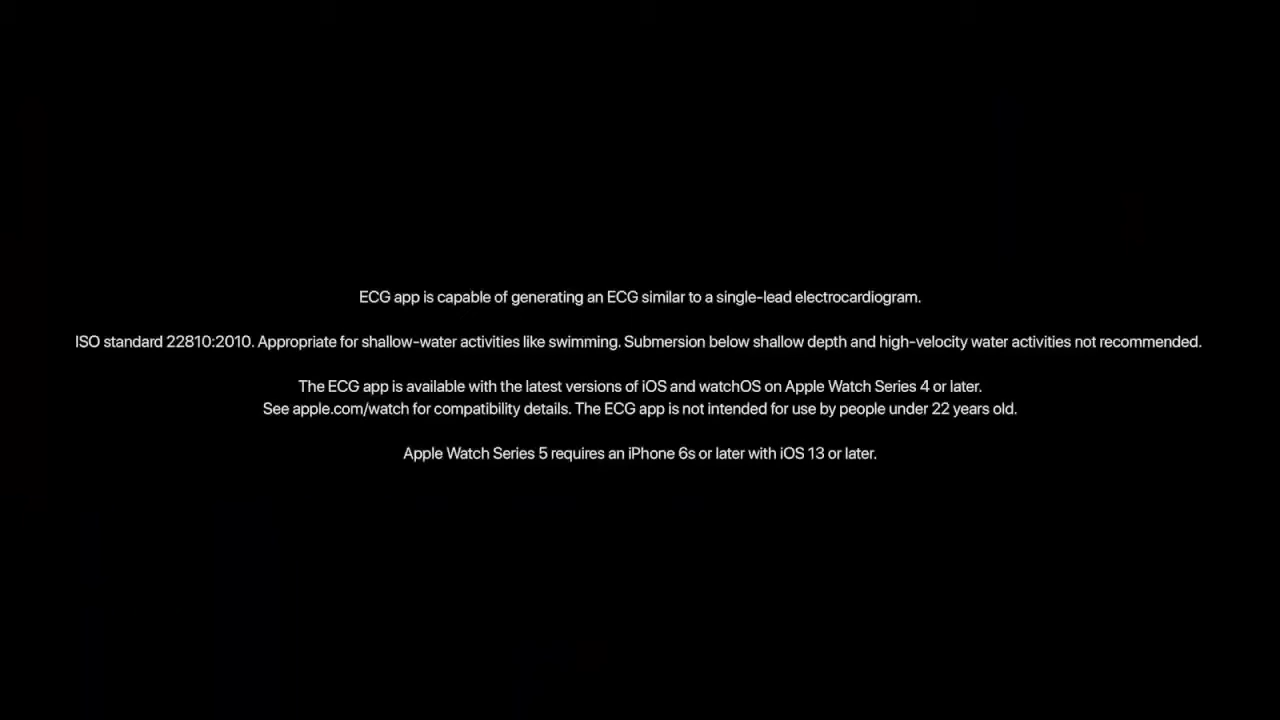 ECG app is capable of generating an ECG similar to a single-lead electrocardiogram.
ISO standard 22810:2010. Appropriate for shallow-water activities like swimming. Submersion below shallow depth and high-velocity water activities not recommended.
The ECG app is available with the latest versions of iOS and watchOS on Apple Watch Series 4 or later.
See apple.com/watch for compatibility details. The ECG app is not intended for use by people under 22 years old.
Apple Watch Series 5 requires an iPhone 6s or later with iOS 13 or later.